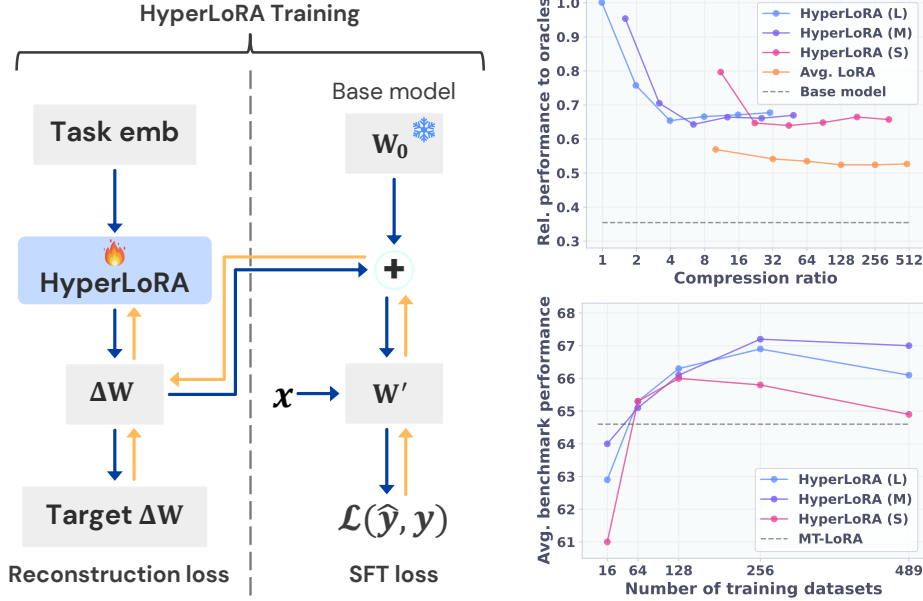 HyperLoRA Training
Base model
Task emb
W₀
HyperLoRA
+
ΔW
x
W′
Target ΔW
ℒ(ŷ, y)
Reconstruction loss
SFT loss
Rel. performance to oracles
1.0
0.9
0.8
0.7
0.6
0.5
0.4
0.3
HyperLoRA (L)
HyperLoRA (M)
HyperLoRA (S)
Avg. LoRA
Base model
1 2 4 8 16 32 64 128 256 512
Compression ratio
Avg. benchmark performance
68
67
66
65
64
63
62
61
HyperLoRA (L)
HyperLoRA (M)
HyperLoRA (S)
MT-LoRA
16 64 128 256 489
Number of training datasets